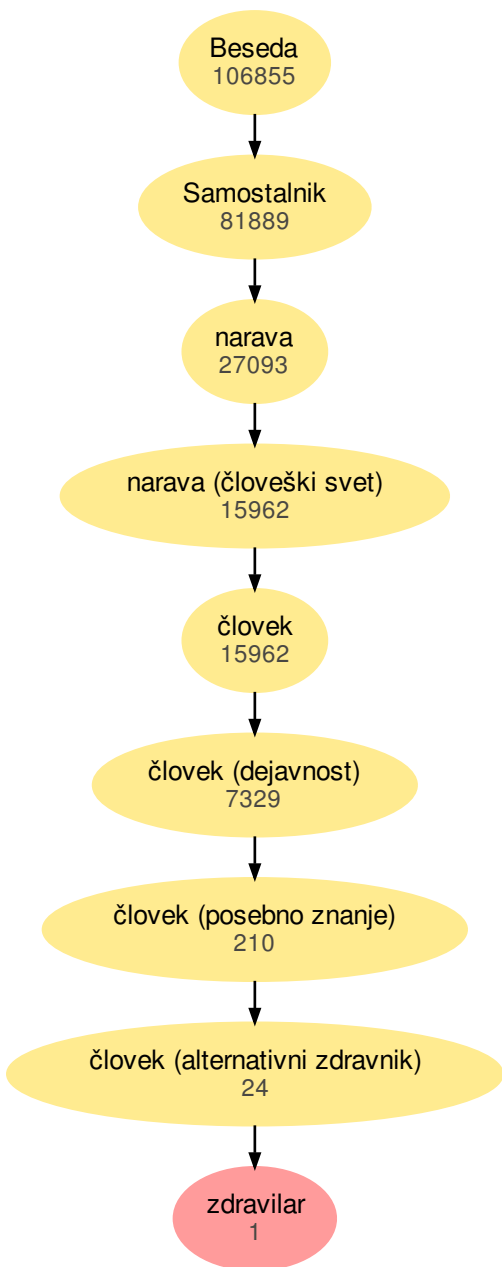 Beseda
106855
Samostalnik
81889
narava
27093
narava (človeški svet)
15962
človek
15962
človek (dejavnost)
7329
človek (posebno znanje)
210
človek (alternativni zdravnik)
24
zdravilar
1